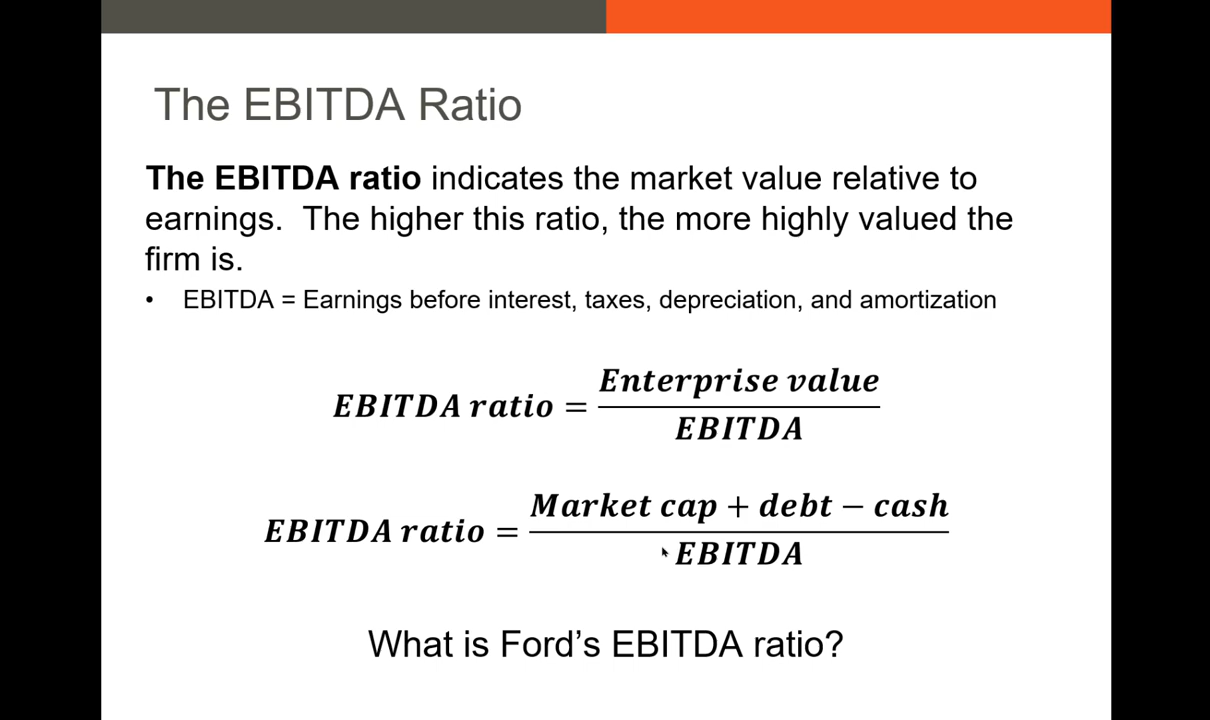 The EBITDA Ratio
The EBITDA ratio indicates the market value relative to
earnings.  The higher this ratio, the more highly valued the
firm is.
• EBITDA = Earnings before interest, taxes, depreciation, and amortization
EBITDA ratio = Enterprise value / EBITDA
EBITDA ratio = Market cap + debt − cash / EBITDA
What is Ford’s EBITDA ratio?